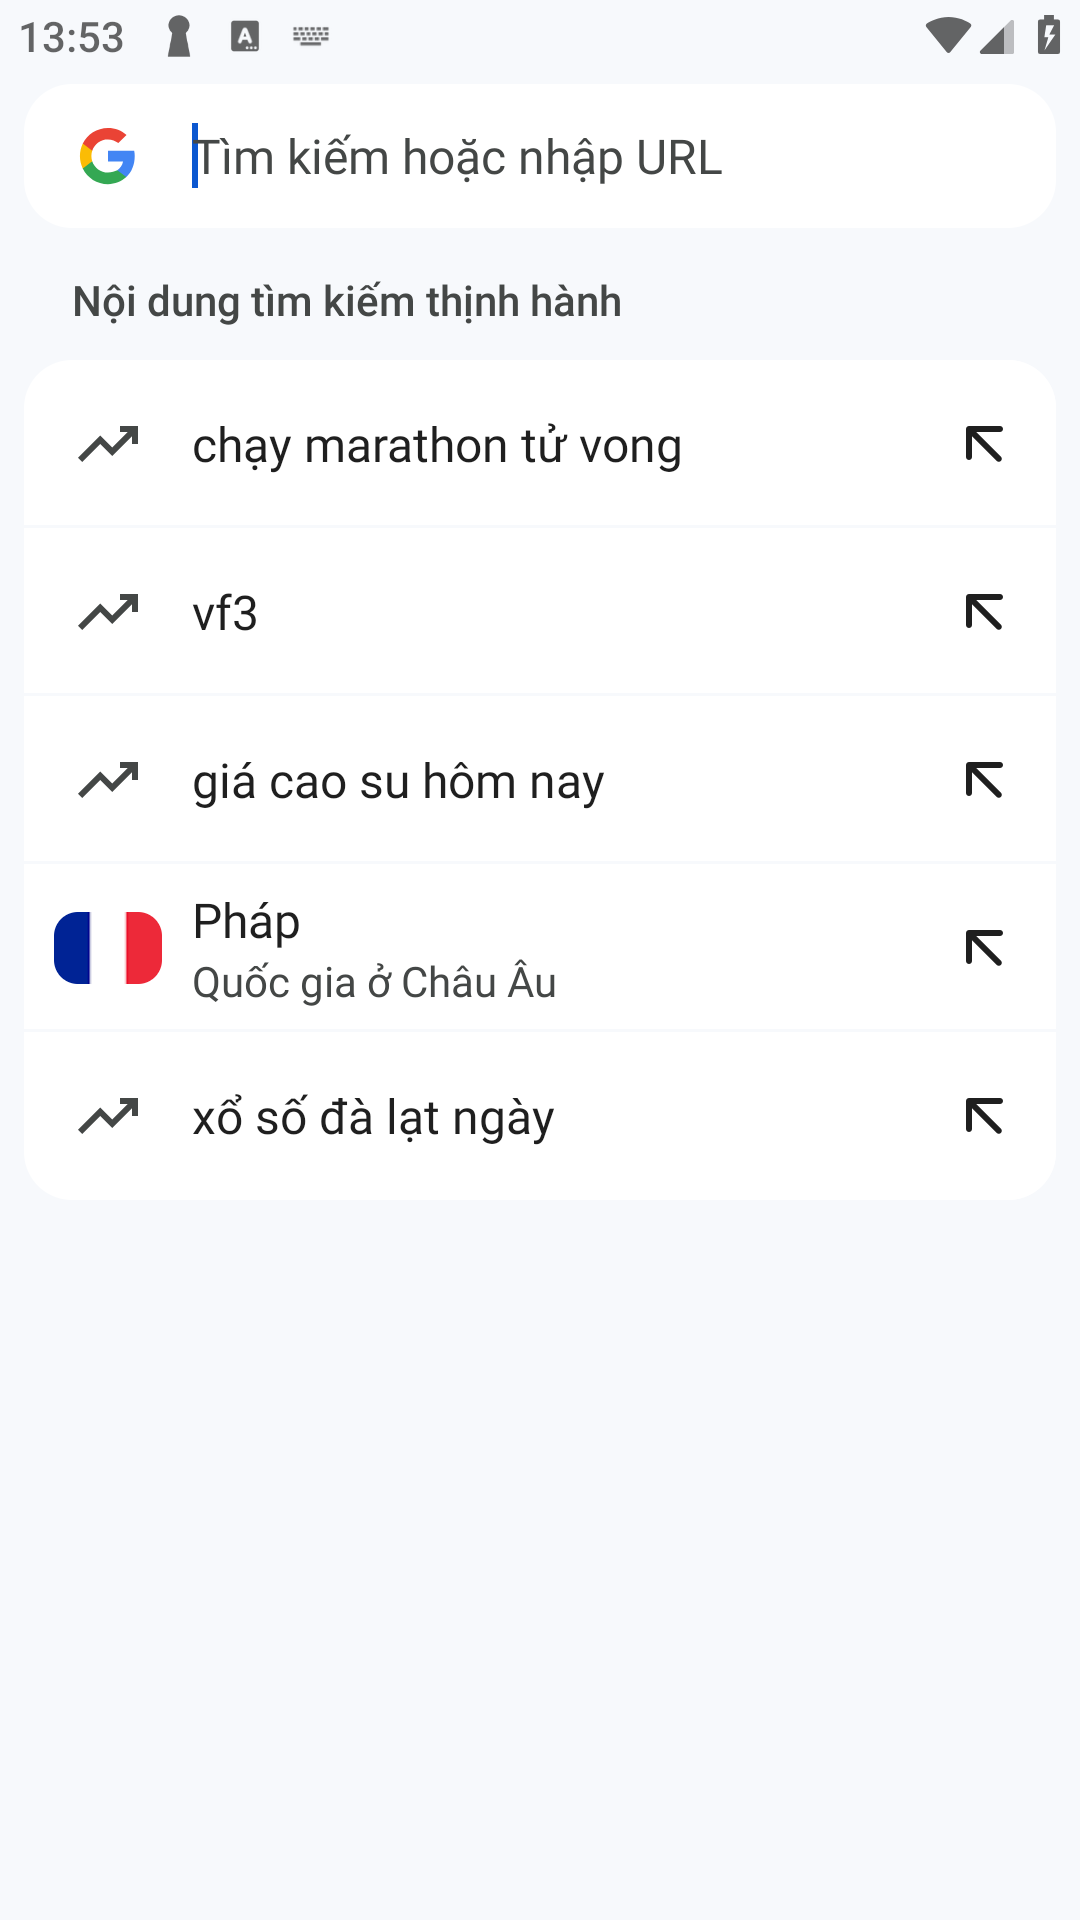 13:53
Tìm kiếm hoặc nhập URL
Nội dung tìm kiếm thịnh hành
chạy marathon tử vong
vf3
giá cao su hôm nay
Pháp
Quốc gia ở Châu Âu
xổ số đà lạt ngày